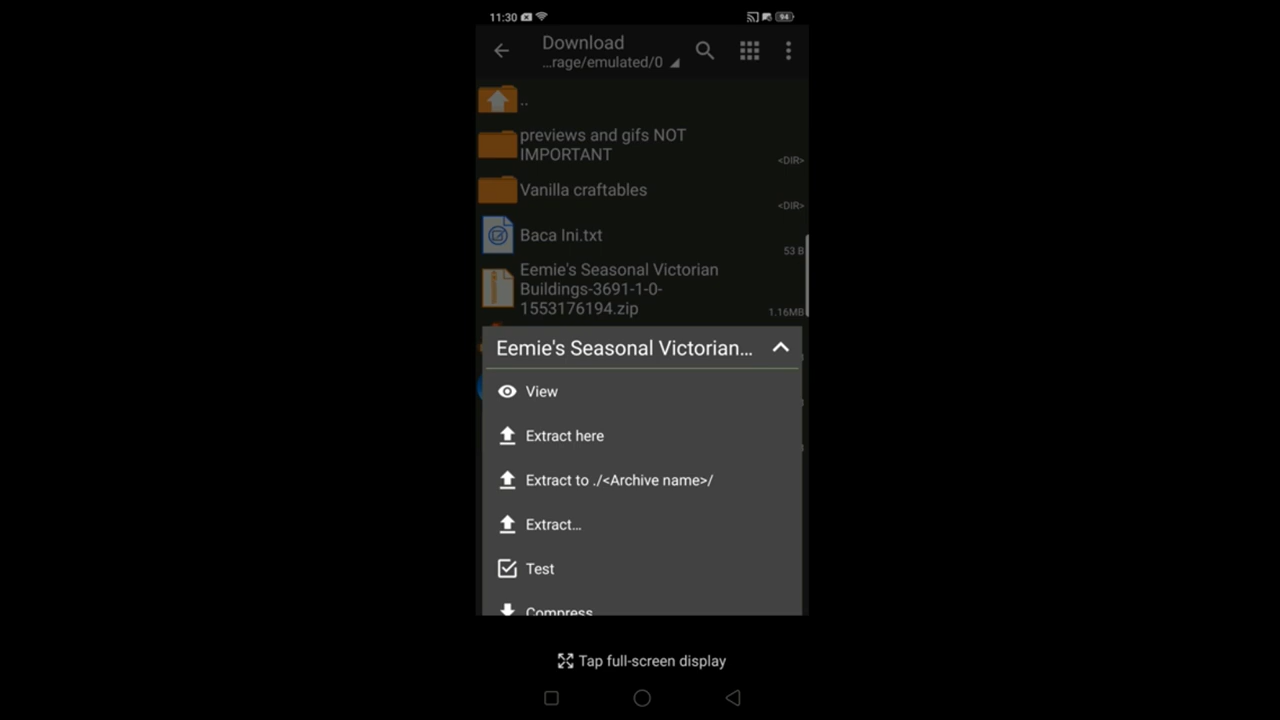 11:30
94
Download
...rage/emulated/0
..
previews and gifs NOT
IMPORTANT
<DIR>
Vanilla craftables
<DIR>
Baca Ini.txt
53 B
Eemie's Seasonal Victorian
Buildings-3691-1-0-
1553176194.zip
1.16MB
Eemie's Seasonal Victorian...
View
Extract here
Extract to ./<Archive name>/
Extract...
Test
Compress
Tap full-screen display